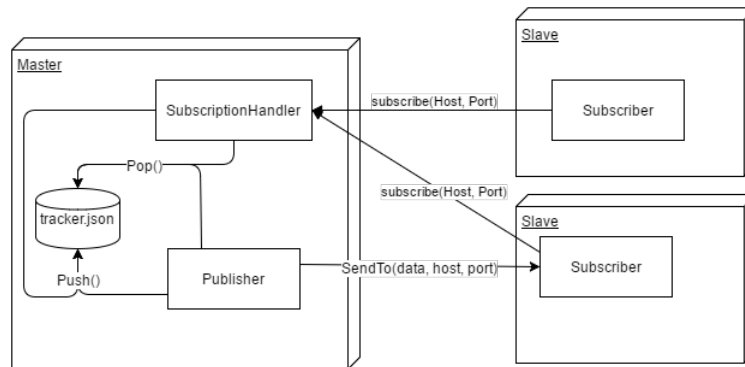 Slave
Master
SubscriptionHandler
subscribe(Host, Port)
Subscriber
Pop()
subscribe(Host, Port)
tracker.json
Slave
Push()
Publisher
SendTo(data, host, port)
Subscriber